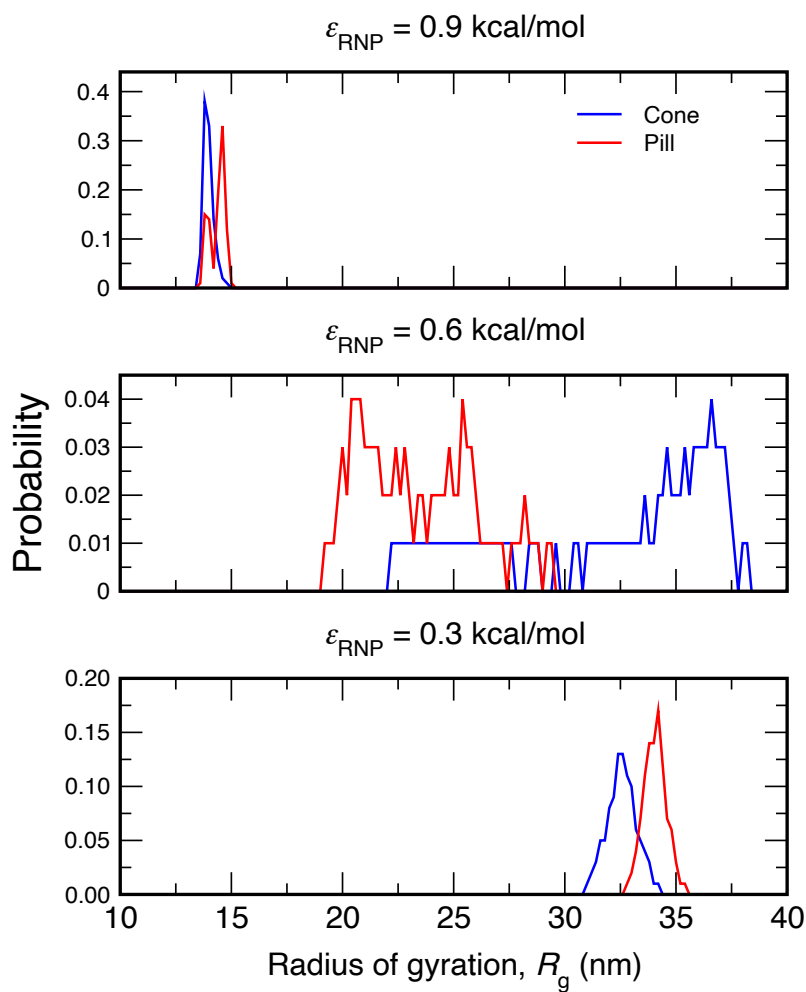 ε_RNP = 0.9 kcal/mol
0.4
0.3
0.2
0.1
0
Cone
Pill
ε_RNP = 0.6 kcal/mol
0.04
0.03
0.02
0.01
0
Probability
ε_RNP = 0.3 kcal/mol
0.20
0.15
0.10
0.05
0.00
10 15 20 25 30 35 40
Radius of gyration, R_g (nm)